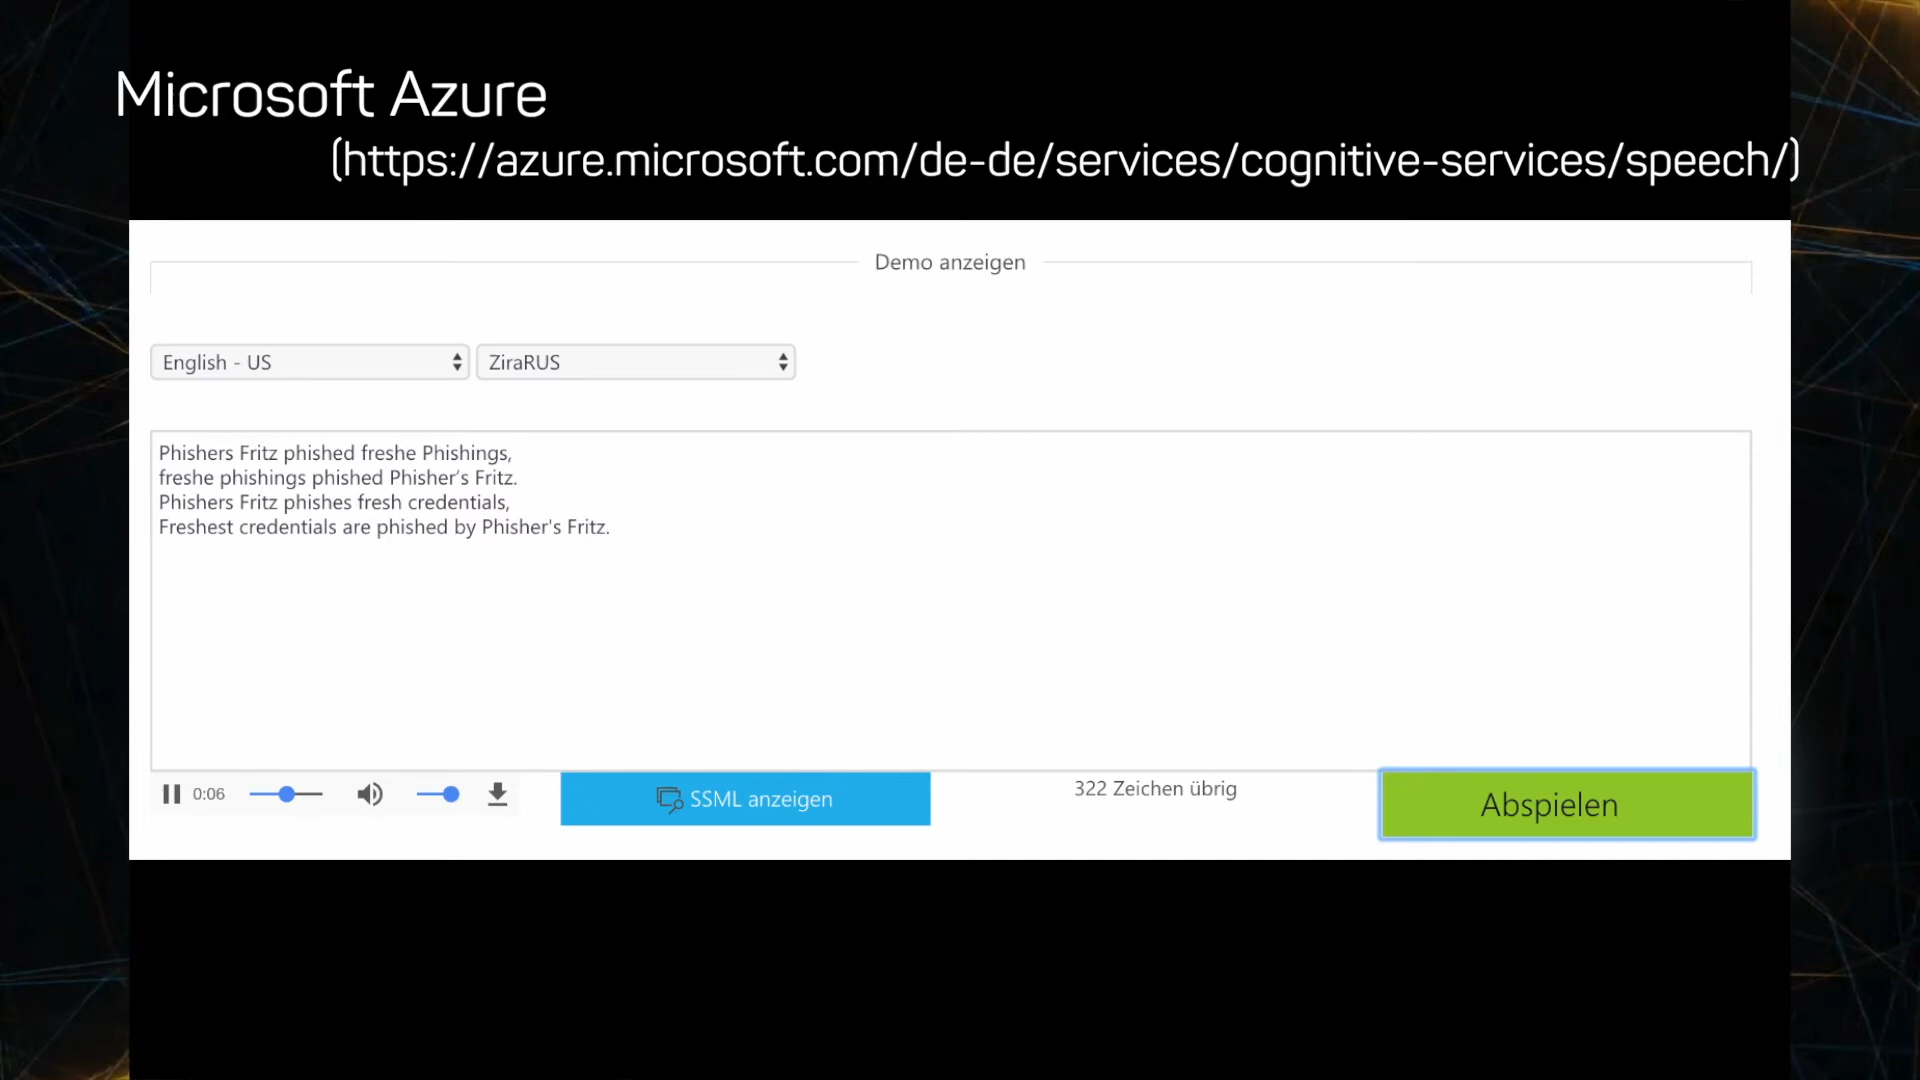 Microsoft Azure
(https://azure.microsoft.com/de-de/services/cognitive-services/speech/)
Demo anzeigen
English - US
ZiraRUS
Phishers Fritz phished freshe Phishings,
freshe phishings phished Phisher’s Fritz.
Phishers Fritz phishes fresh credentials,
Freshest credentials are phished by Phisher's Fritz.
0:06
SSML anzeigen
322 Zeichen übrig
Abspielen